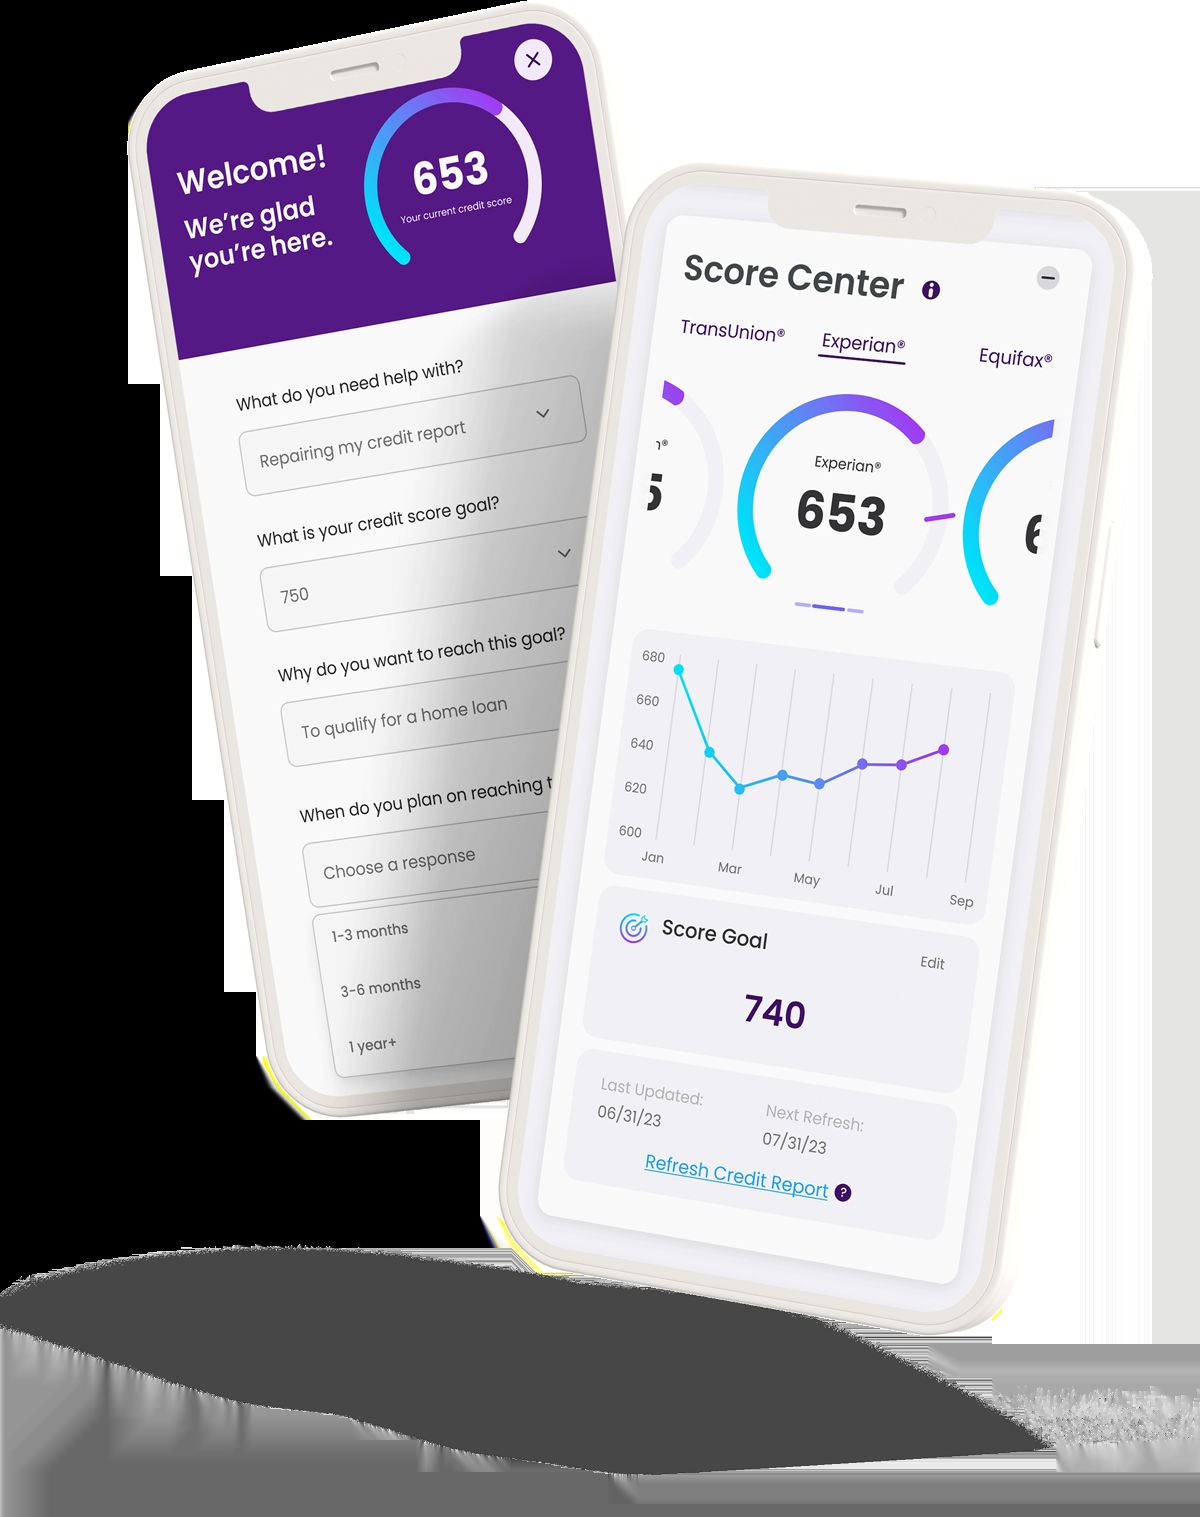 Welcome!
We're glad
you're here.
653
Your current credit score
What do you need help with?
Repairing my credit report
What is your credit score goal?
750
Why do you want to reach this goal?
To qualify for a home loan
When do you plan on reaching
Choose a response
1-3 months
3-6 months
1 year+
Score Center
TransUnion®
Experian®
Equifax®
Experian®
653
680
660
640
620
600
Jan
Mar
May
Jul
Sep
Score Goal
Edit
740
Last Updated:
06/31/23
Next Refresh:
07/31/23
Refresh Credit Report ?